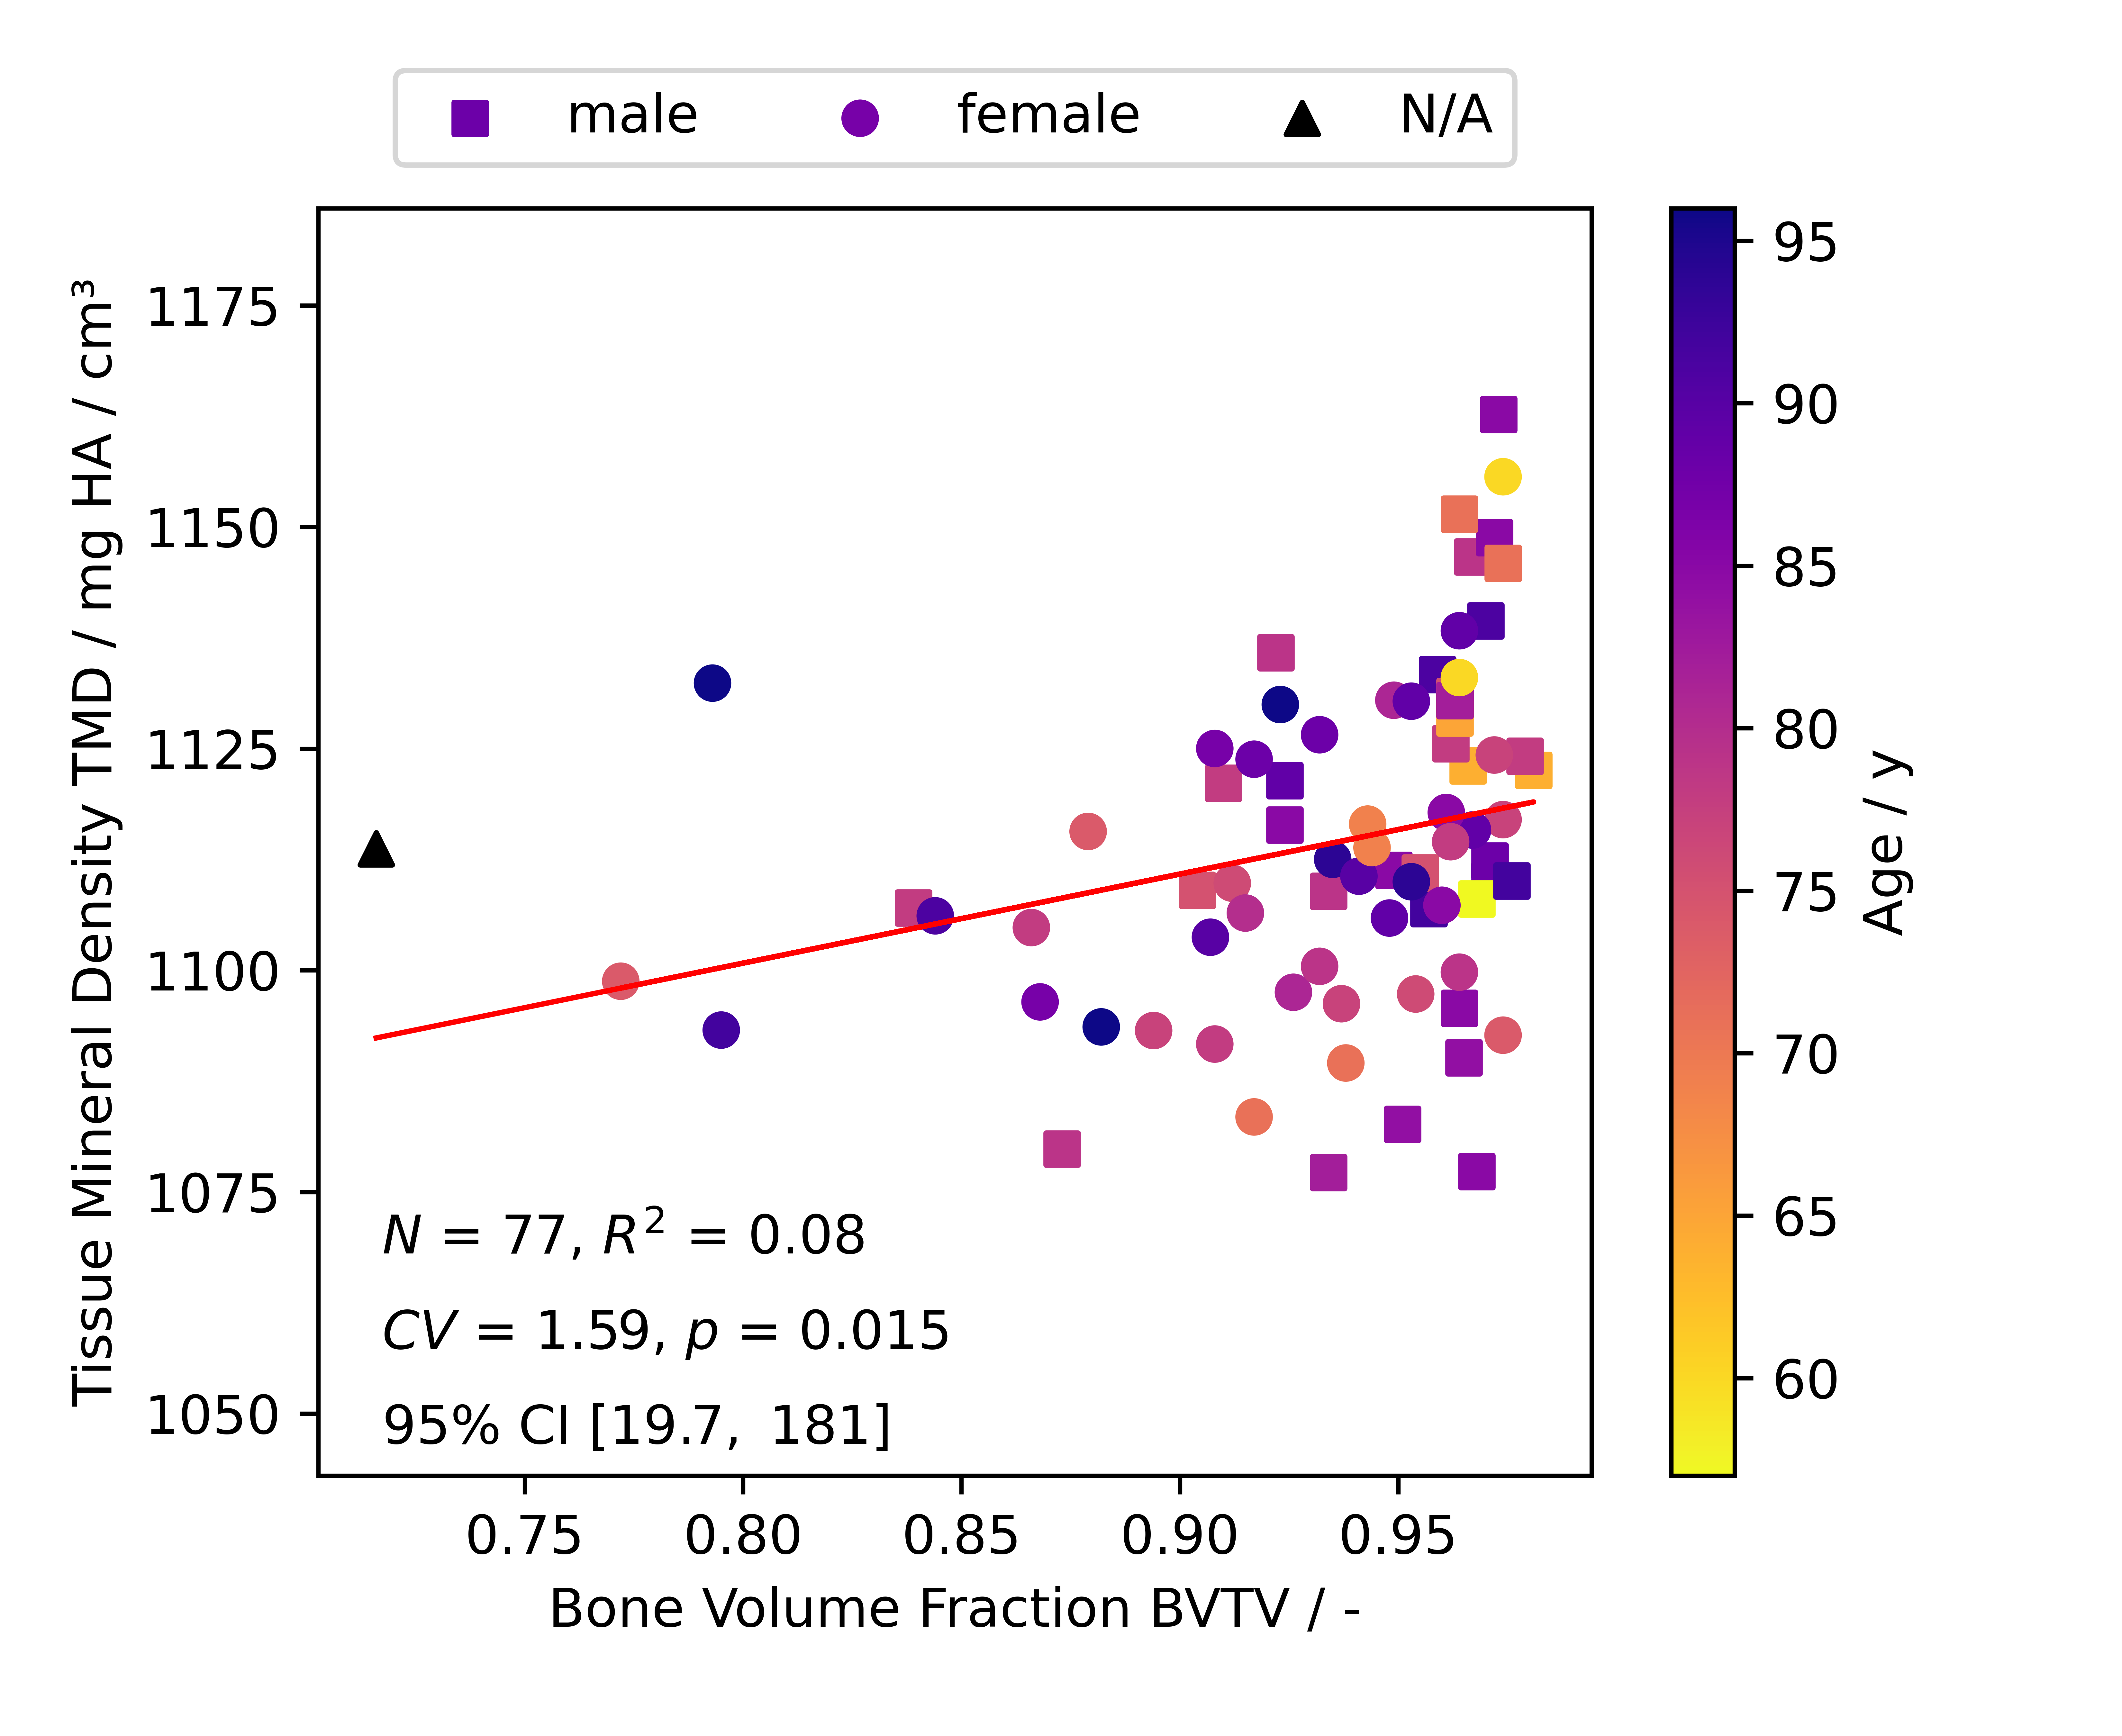 male female N/A
Tissue Mineral Density TMD / mg HA / cm³
1175
1150
1125
1100
1075
1050
N = 77, R² = 0.08
CV = 1.59, p = 0.015
95% CI [19.7, 181]
0.75 0.80 0.85 0.90 0.95
Bone Volume Fraction BVTV / -
95
90
85
80
75
70
65
60
Age / y